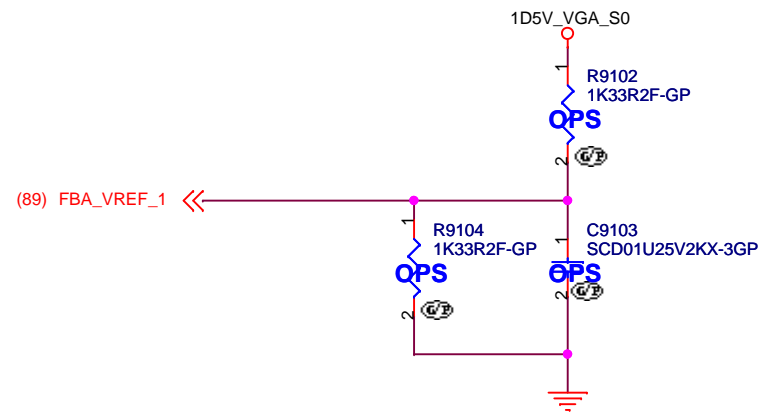 1D5V_VGA_S0
1
R9102
1K33R2F-GP
OPS
2
G/P
(89) FBA_VREF_1
1
R9104
1K33R2F-GP
OPS
2
G/P
1
C9103
SCD01U25V2KX-3GP
OPS
2
G/P